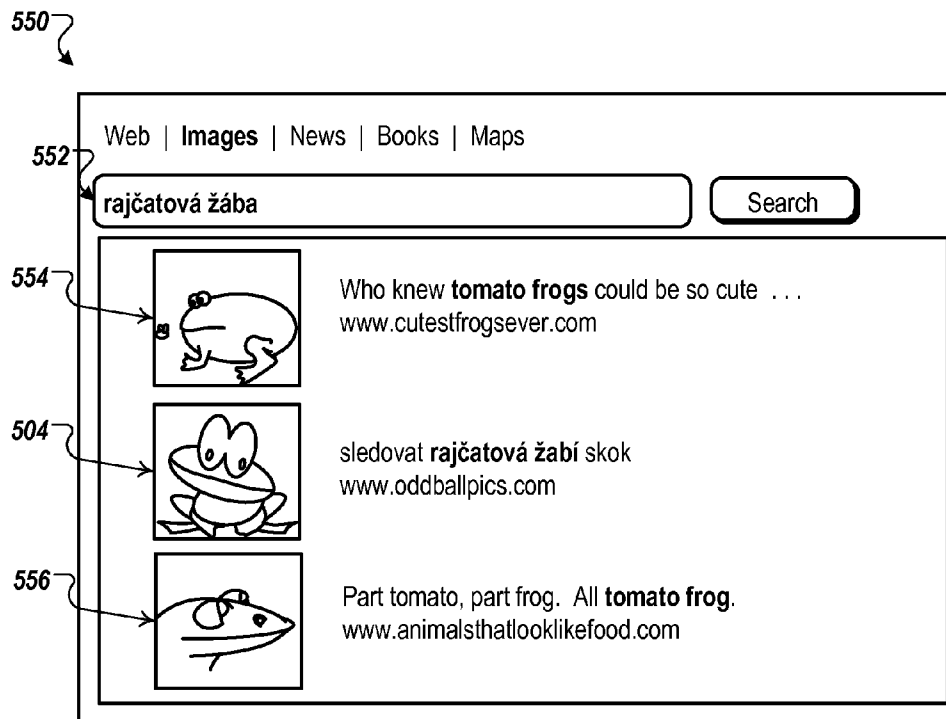 550
Web | Images | News | Books | Maps
552
rajčatová žába
Search
554
Who knew tomato frogs could be so cute . . .
www.cutestfrogsever.com
504
sledovat rajčatová žabí skok
www.oddballpics.com
556
Part tomato, part frog. All tomato frog.
www.animalsthatlooklikefood.com